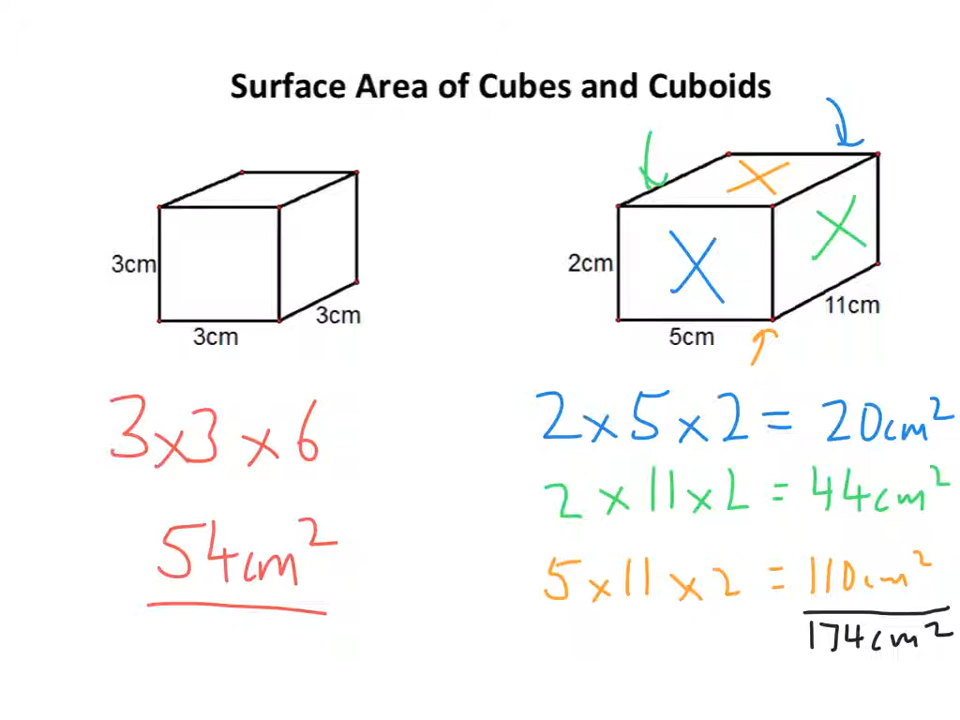 Surface Area of Cubes and Cuboids
3cm
3cm
3cm
3x3x6
54cm²
2cm
5cm
11cm
2x5x2= 20cm²
2x11x2=44cm²
5x11x2=110cm²
174cm²